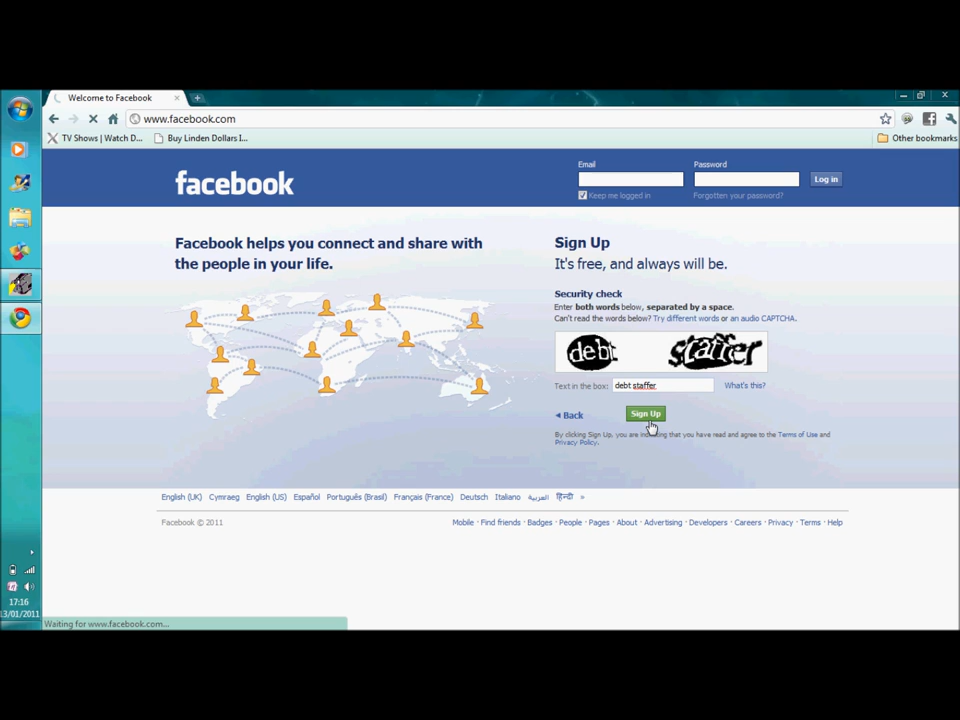 Welcome to Facebook
www.facebook.com
TV Shows | Watch D...
Buy Linden Dollars I...
Other bookmarks
Email
Password
facebook
Log in
Keep me logged in
Forgotten your password?
Facebook helps you connect and share with
the people in your life.
Sign Up
It's free, and always will be.
Security check
Enter both words below, separated by a space.
Can't read the words below? Try different words or an audio CAPTCHA.
debt staffer
Text in the box: debt staffer What's this?
Back
Sign Up
By clicking Sign Up, you are indicating that you have read and agree to the Terms of Use and
Privacy Policy.
English (UK) Cymraeg English (US) Español Português (Brasil) Français (France) Deutsch Italiano العربية हिन्दी »
Facebook © 2011
Mobile · Find friends · Badges · People · Pages · About · Advertising · Developers · Careers · Privacy · Terms · Help
17:16
13/01/2011
Waiting for www.facebook.com...